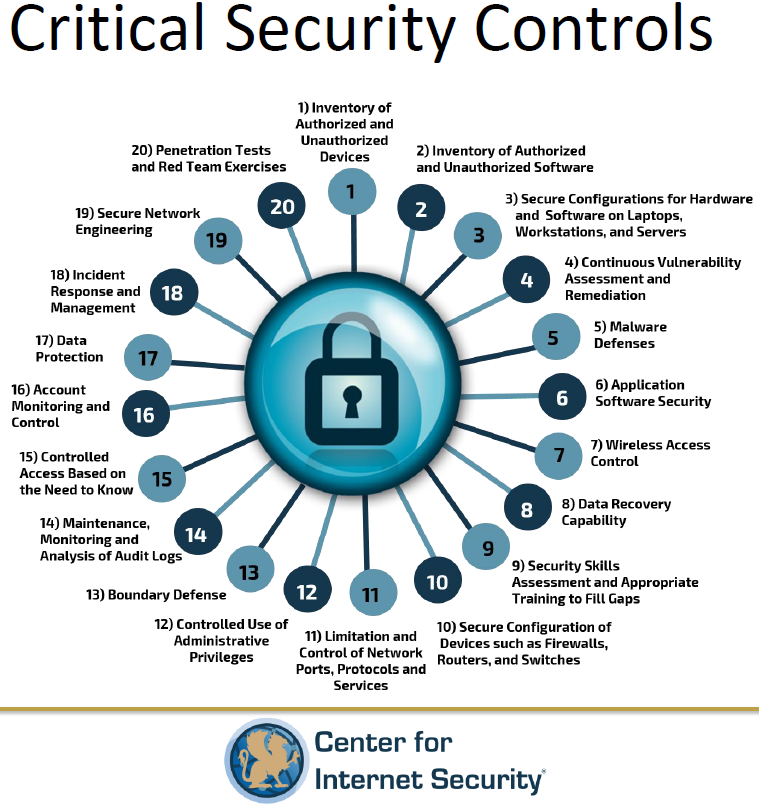 Critical Security Controls
1) Inventory of
Authorized and
Unauthorized
Devices
1
2) Inventory of Authorized
and Unauthorized Software
2
3) Secure Configurations for Hardware
and Software on Laptops,
Workstations, and Servers
3
4) Continuous Vulnerability
Assessment and
Remediation
4
5) Malware
Defenses
5
6) Application
Software Security
6
7) Wireless Access
Control
7
8) Data Recovery
Capability
8
9) Security Skills
Assessment and Appropriate
Training to Fill Gaps
9
10) Secure Configuration of
Devices such as Firewalls,
Routers, and Switches
10
11) Limitation and
Control of Network
Ports, Protocols and
Services
11
12) Controlled Use of
Administrative
Privileges
12
13) Boundary Defense
13
14) Maintenance,
Monitoring and
Analysis of Audit Logs
14
15) Controlled
Access Based on
the Need to Know
15
16) Account
Monitoring and
Control
16
17) Data
Protection
17
18) Incident
Response and
Management
18
19) Secure Network
Engineering
19
20) Penetration Tests
and Red Team Exercises
20
Center for
Internet Security